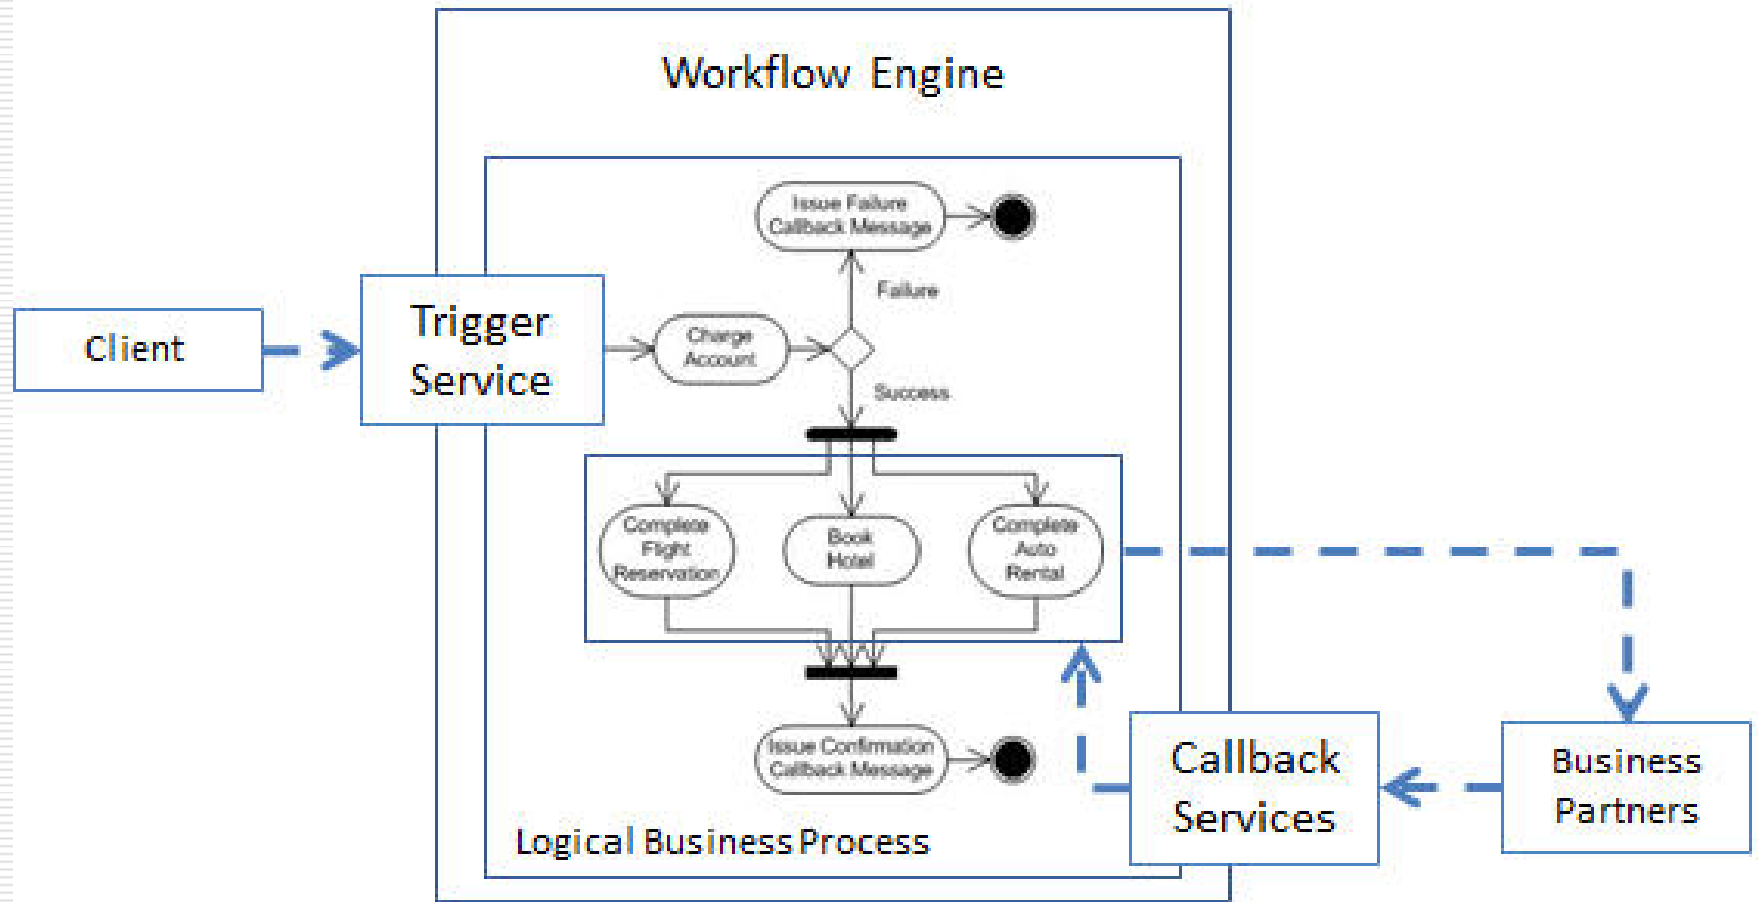 Workflow Engine
Issue Failure
Callback Message
Failure
Client
Trigger
Service
Charge
Account
Success
Complete
Flight
Reservation
Book
Hotel
Complete
Auto
Rental
Issue Confirmation
Callback Message
Callback
Services
Business
Partners
Logical Business Process